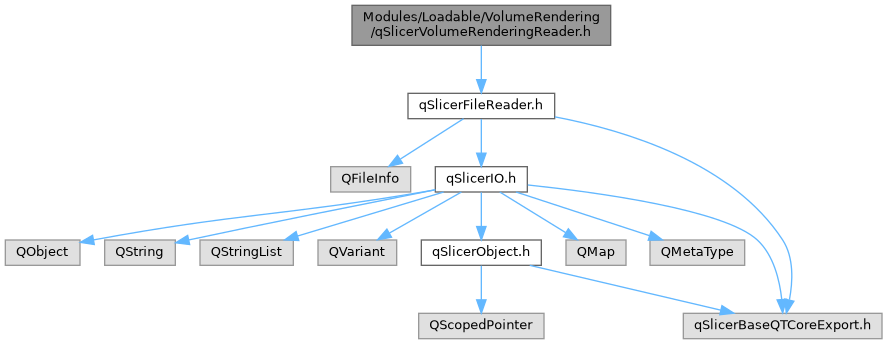 Modules/Loadable/VolumeRendering
/qSlicerVolumeRenderingReader.h
qSlicerFileReader.h
QFileInfo
qSlicerIO.h
QObject
QString
QStringList
QVariant
qSlicerObject.h
QMap
QMetaType
QScopedPointer
qSlicerBaseQTCoreExport.h